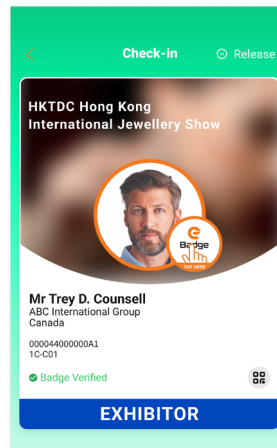 Check-in
Release
HKTDC Hong Kong
International Jewellery Show
e
Badge
TAP HERE
Mr Trey D. Counsell
ABC International Group
Canada
000044000000A1
1C-C01
Badge Verified
EXHIBITOR